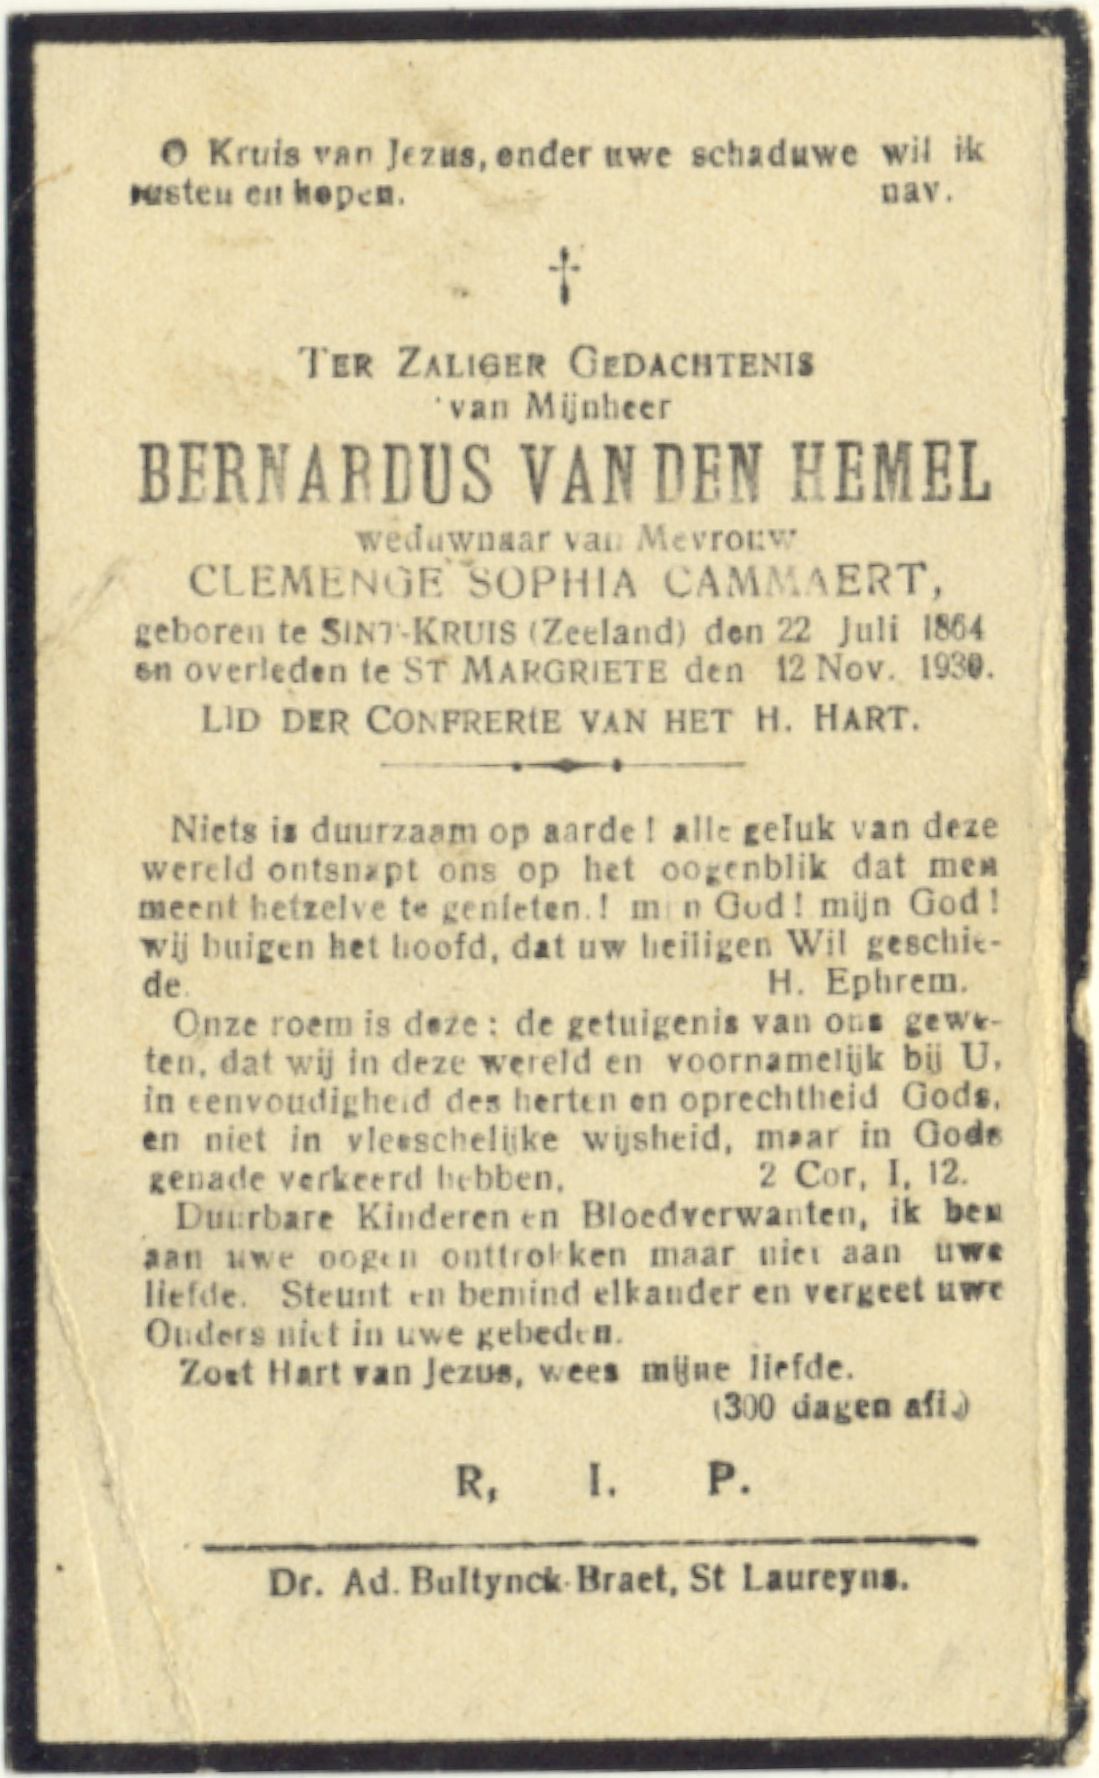 O Kruis van Jezus, onder uwe schaduwe wil ik
rusten en hopen. nav.
†
TER ZALIGER GEDACHTENIS
van Mijnheer
BERNARDUS VAN DEN HEMEL
weduwnaar van Mevrouw
CLEMENCE SOPHIA CAMMAERT,
geboren te SINT-KRUIS (Zeeland) den 22 Juli 1864
en overleden te ST MARGRIETE den 12 Nov. 1930.
LID DER CONFRERIE VAN HET H. HART.
Niets is duurzaam op aarde! alle geluk van deze
wereld ontsnapt ons op het oogenblik dat men
meent hetzelve te genieten.! mijn God! mijn God!
wij buigen het hoofd, dat uw heiligen Wil geschie-
de. H. Ephrem.
Onze roem is deze: de getuigenis van ons gewe-
ten, dat wij in deze wereld en voornamelijk bij U,
in eenvoudigheid des herten en oprechtheid Gods,
en niet in vleeschelijke wijsheid, maar in Gods
genade verkeerd hebben, 2 Cor, I, 12.
Duurbare Kinderen en Bloedverwanten, ik ben
aan uwe oogen onttrokken maar niet aan uwe
liefde. Steunt en bemind elkander en vergeet uwe
Ouders niet in uwe gebeden.
Zoet Hart van Jezus, wees mijne liefde.
(300 dagen afl.)
R, I. P.
Dr. Ad. Bultynck-Braet, St Laureyns.